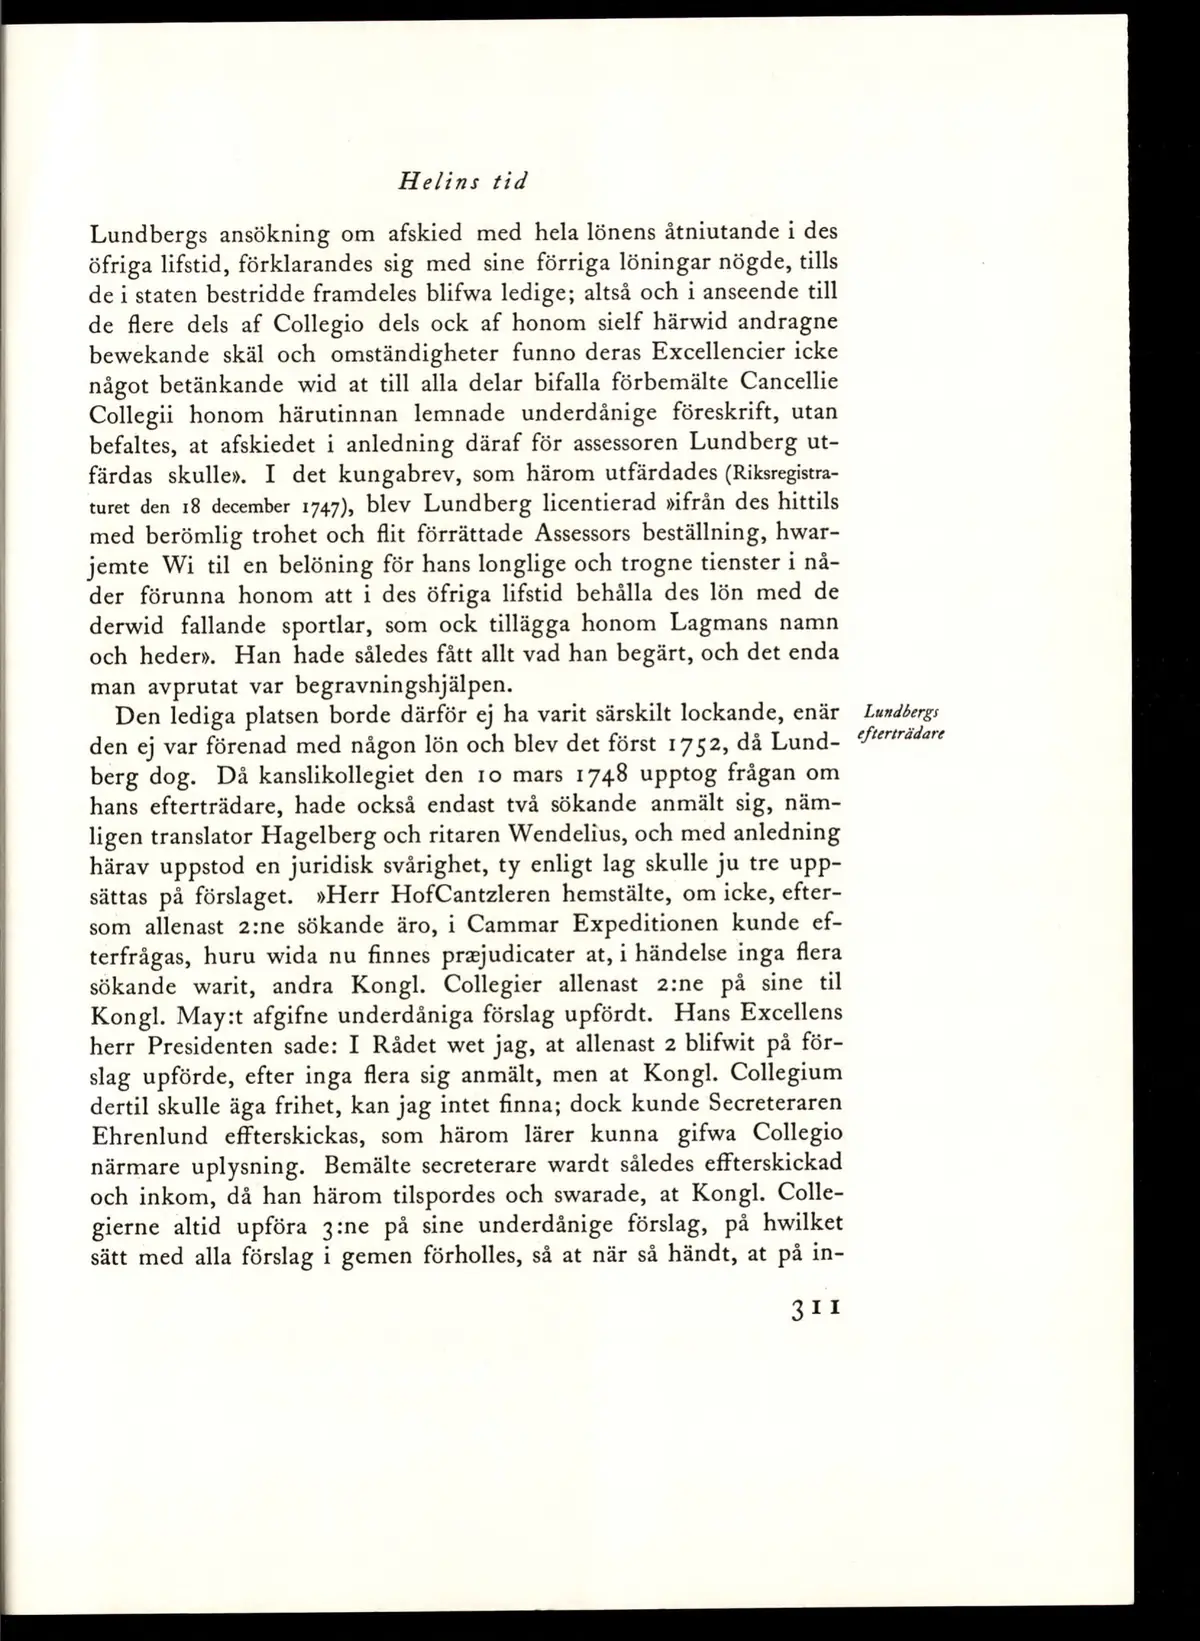 Helins tid
Lundbergs ansökning om afskied med hela lönens åtniutande i des
öfriga lifstid, förklarandes sig med sine förriga löningar nögde, tills
de i staten bestridde framdeles blifwa ledige; altså och i anseende till
de flere dels af Collegio dels ock af honom sielf härwid andragne
bewekande skäl och omständigheter funno deras Excellencier icke
något betänkande wid at till alla delar bifalla förbemälte Cancellie
Collegii honom härutinnan lemnade underdånige föreskrift, utan
befaltes, at afskiedet i anledning däraf för assessoren Lundberg ut-
färdas skulle». I det kungabrev, som härom utfärdades (Riksregistra-
turet den 18 december 1747), blev Lundberg licentierad »ifrån des hittils
med berömlig trohet och flit förrättade Assessors beställning, hwar-
jemte Wi til en belöning för hans longlige och trogne tienster i nå-
der förunna honom att i des öfriga lifstid behålla des lön med de
derwid fallande sportlar, som ock tillägga honom Lagmans namn
och heder». Han hade således fått allt vad han begärt, och det enda
man avprutat var begravningshjälpen.
Den lediga platsen borde därför ej ha varit särskilt lockande, enär
den ej var förenad med någon lön och blev det först 1752, då Lund-
berg dog. Då kanslikollegiet den 10 mars 1748 upptog frågan om
hans efterträdare, hade också endast två sökande anmält sig, näm-
ligen translator Hagelberg och ritaren Wendelius, och med anledning
härav uppstod en juridisk svårighet, ty enligt lag skulle ju tre upp-
sättas på förslaget. »Herr HofCantzleren hemstälte, om icke, efter-
som allenast 2:ne sökande äro, i Cammar Expeditionen kunde ef-
terfrågas, huru wida nu finnes præjudicater at, i händelse inga flera
sökande warit, andra Kongl. Collegier allenast 2:ne på sine til
Kongl. May:t afgifne underdåniga förslag upfördt. Hans Excellens
herr Presidenten sade: I Rådet wet jag, at allenast 2 blifwit på för-
slag upförde, efter inga flera sig anmält, men at Kongl. Collegium
dertil skulle äga frihet, kan jag intet finna; dock kunde Secreteraren
Ehrenlund effterskickas, som härom lärer kunna gifwa Collegio
närmare uplysning. Bemälte secreterare wardt således effterskickad
och inkom, då han härom tilspordes och swarade, at Kongl. Colle-
gierne altid upföra 3:ne på sine underdånige förslag, på hwilket
sätt med alla förslag i gemen förholles, så at när så händt, at på in-
Lundbergs
efterträdare
311